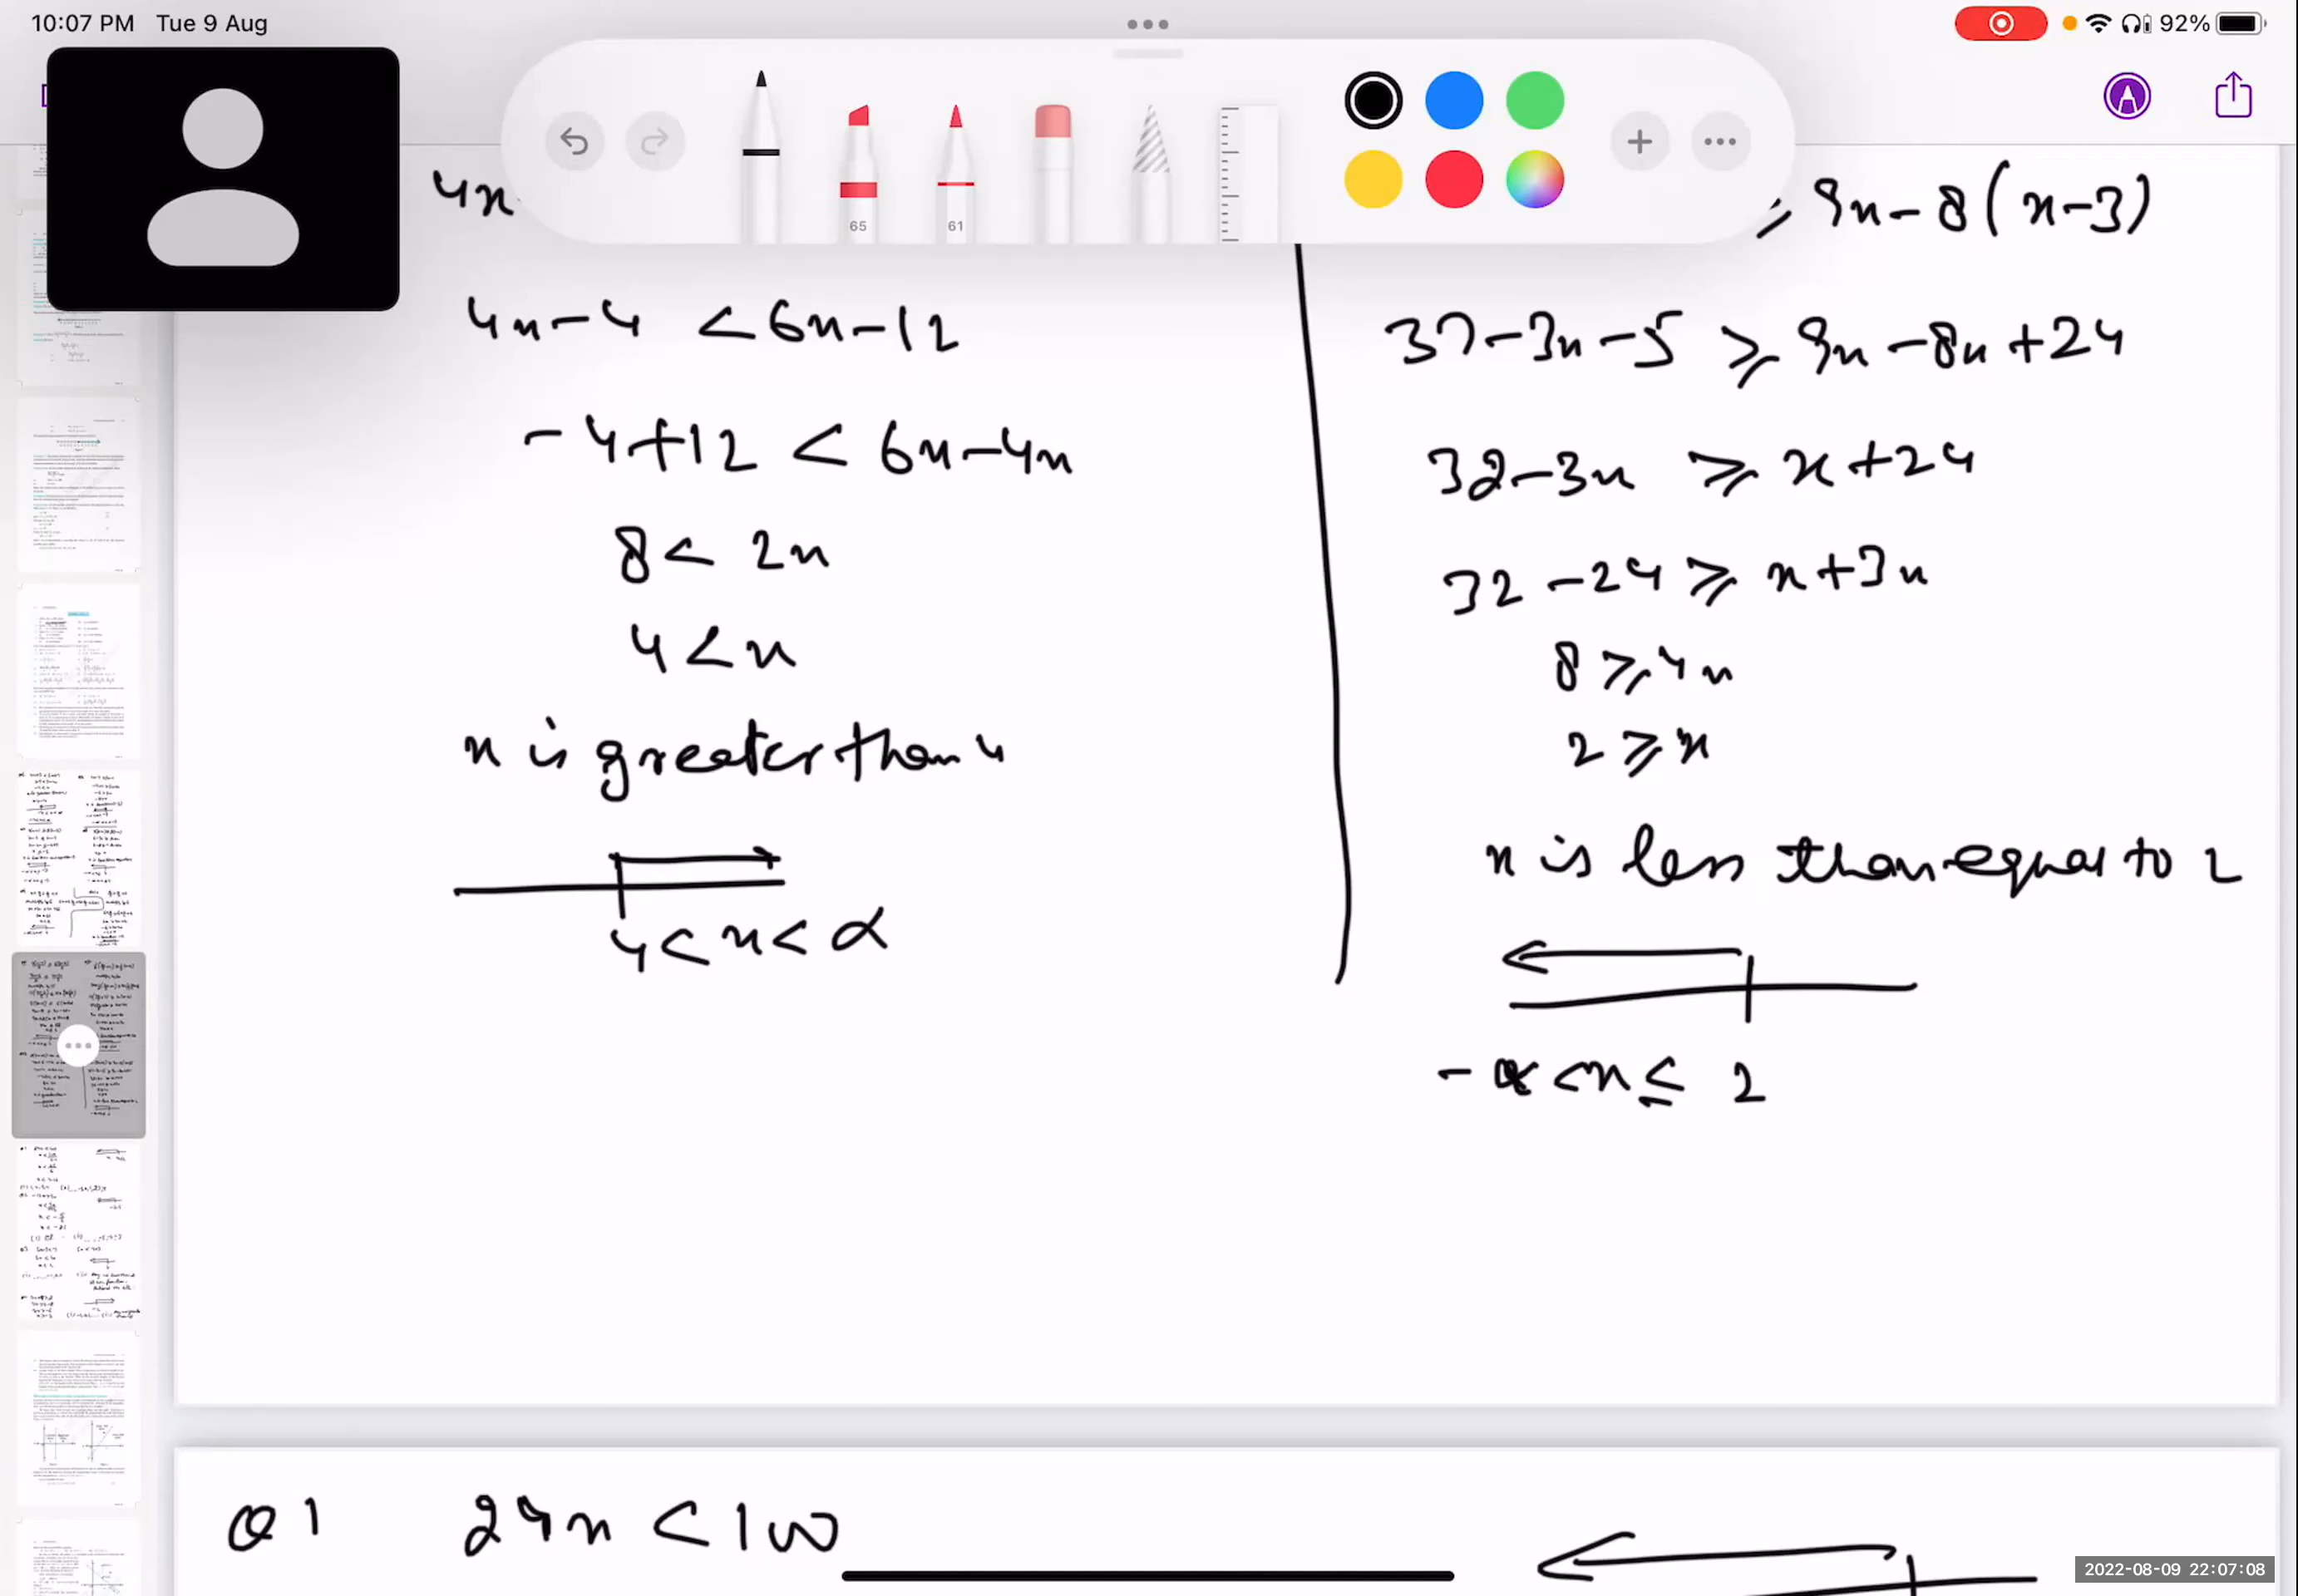 10:07 PM Tue 9 Aug
92%
65
61
4x
≥ 9x-8(x-3)
4x-4 <6x-12
-4+12 < 6x-4x
8< 2x
4<x
x is greater than 4
4<x<α
37-3x-5 ≥ 9x-8x+24
32-3x ≥ x+24
32-24 ≥ x+3x
8 ≥ 4x
2 ≥ x
x is less than equal to 2
-α <x≤ 2
Q1 24x < 100
2022-08-09 22:07:08